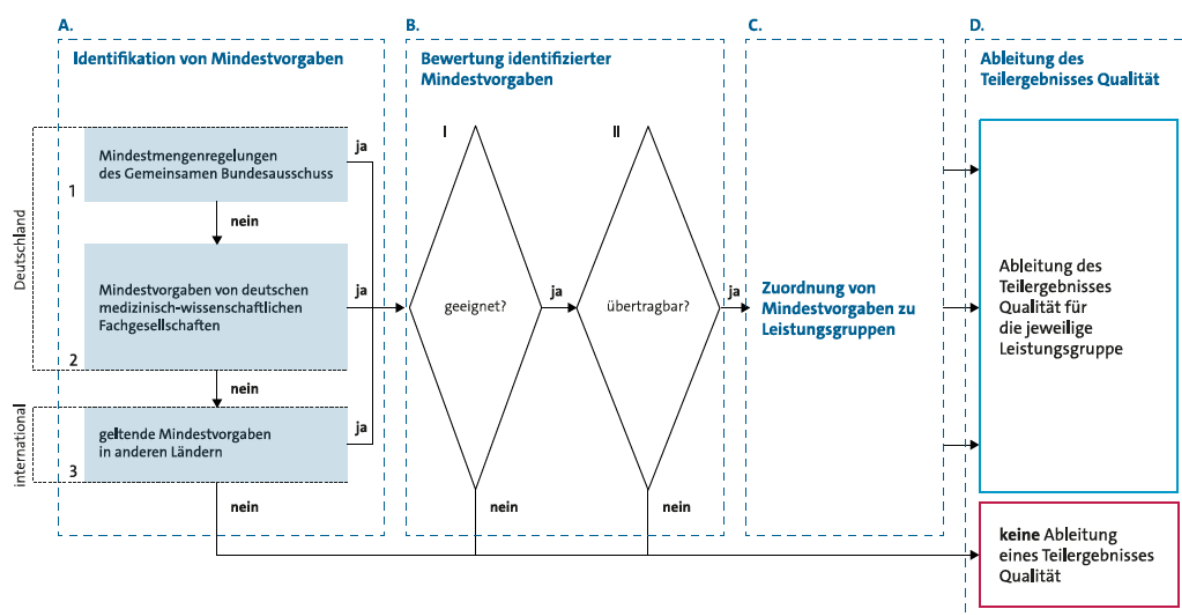 A.
Identifikation von Mindestvorgaben
Deutschland
1
Mindestmengenregelungen
des Gemeinsamen Bundesausschuss
ja
nein
2
Mindestvorgaben von deutschen
medizinisch-wissenschaftlichen
Fachgesellschaften
ja
nein
international
3
geltende Mindestvorgaben
in anderen Ländern
ja
nein
B.
Bewertung identifizierter
Mindestvorgaben
I
geeignet?
ja
nein
II
übertragbar?
ja
nein
C.
Zuordnung von
Mindestvorgaben zu
Leistungsgruppen
D.
Ableitung des
Teilergebnisses Qualität
Ableitung des
Teilergebnisses
Qualität für
die jeweilige
Leistungsgruppe
keine Ableitung
eines Teilergebnisses
Qualität